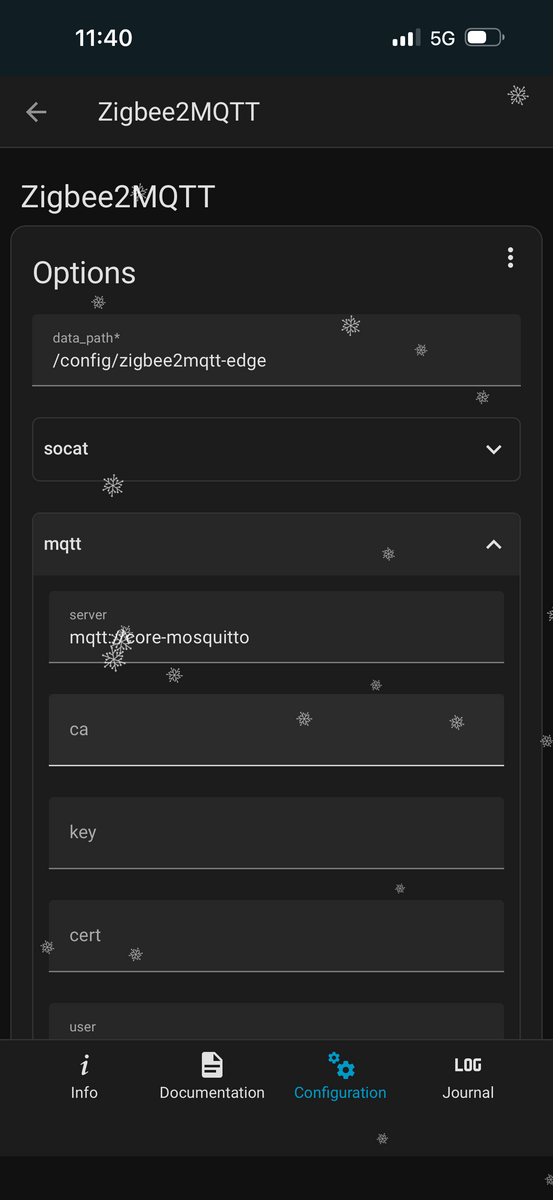 11:40
5G
Zigbee2MQTT
Zigbee2MQTT
Options
data_path*
/config/zigbee2mqtt-edge
socat
mqtt
server
mqtt://core-mosquitto
ca
key
cert
user
i
Info
Documentation
Configuration
LOG
Journal